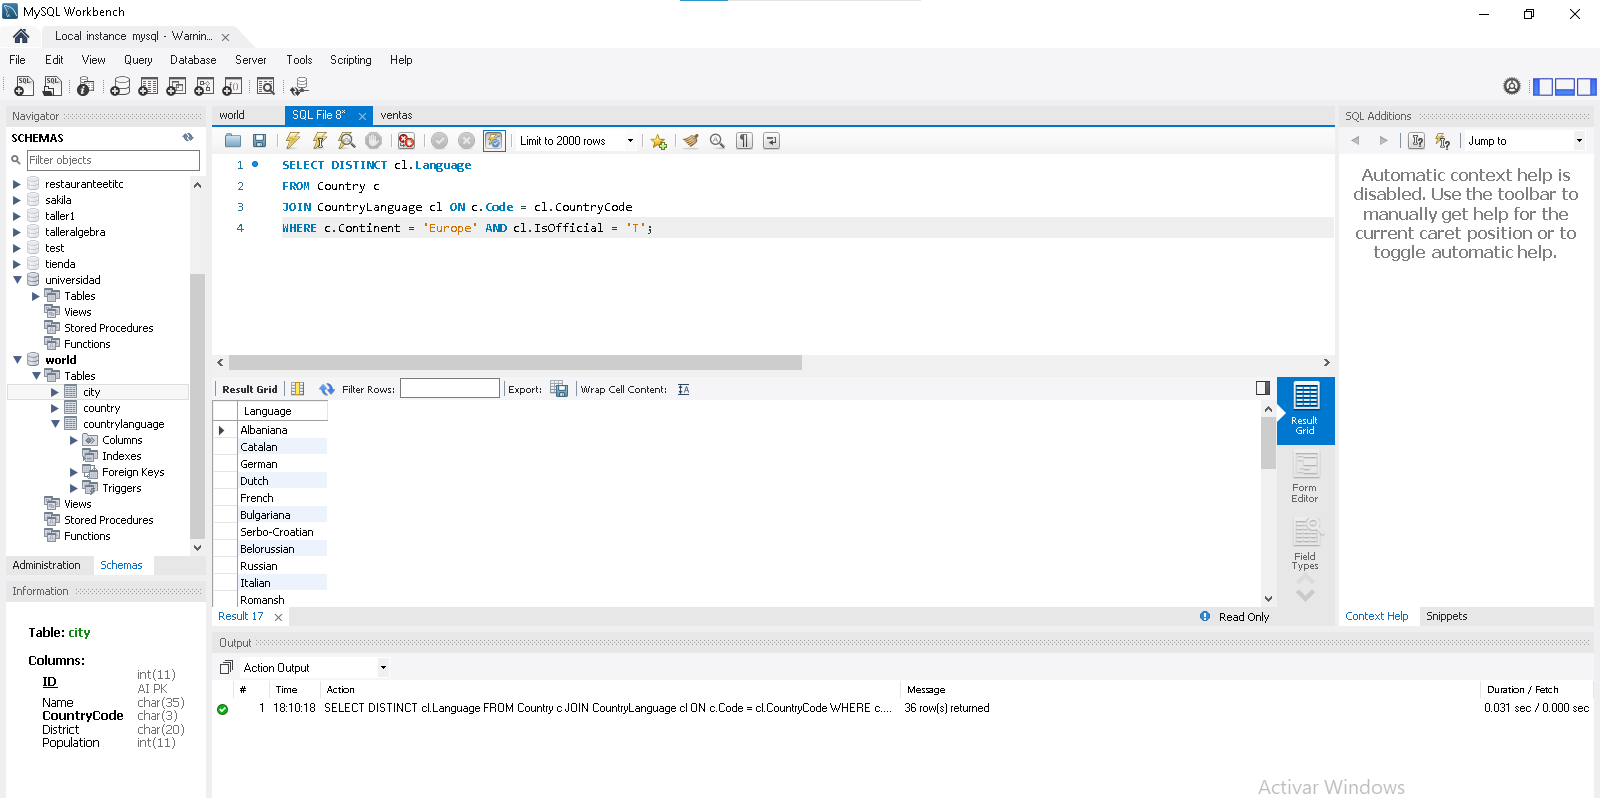 MySQL Workbench
Local instance mysql - Warnin...
File Edit View Query Database Server Tools Scripting Help
Navigator
SCHEMAS
Filter objects
restauranteetitc
sakila
taller1
talleralgebra
test
tienda
universidad
Tables
Views
Stored Procedures
Functions
world
Tables
city
country
countrylanguage
Columns
Indexes
Foreign Keys
Triggers
Views
Stored Procedures
Functions
Administration Schemas
Information
Table: city
Columns:
ID int(11) AI PK
Name char(35)
CountryCode char(3)
District char(20)
Population int(11)
world SQL File 8* ventas
Limit to 2000 rows
1 SELECT DISTINCT cl.Language
2 FROM Country c
3 JOIN CountryLanguage cl ON c.Code = cl.CountryCode
4 WHERE c.Continent = 'Europe' AND cl.IsOfficial = 'T';
Result Grid Filter Rows: Export: Wrap Cell Content:
Language
Albaniana
Catalan
German
Dutch
French
Bulgariana
Serbo-Croatian
Belorussian
Russian
Italian
Romansh
Result Grid
Form Editor
Field Types
Result 17 Read Only
SQL Additions
Jump to
Automatic context help is
disabled. Use the toolbar to
manually get help for the
current caret position or to
toggle automatic help.
Context Help Snippets
Output
Action Output
# Time Action Message Duration / Fetch
1 18:10:18 SELECT DISTINCT cl.Language FROM Country c JOIN CountryLanguage cl ON c.Code = cl.CountryCode WHERE c.... 36 row(s) returned 0.031 sec / 0.000 sec
Activar Windows